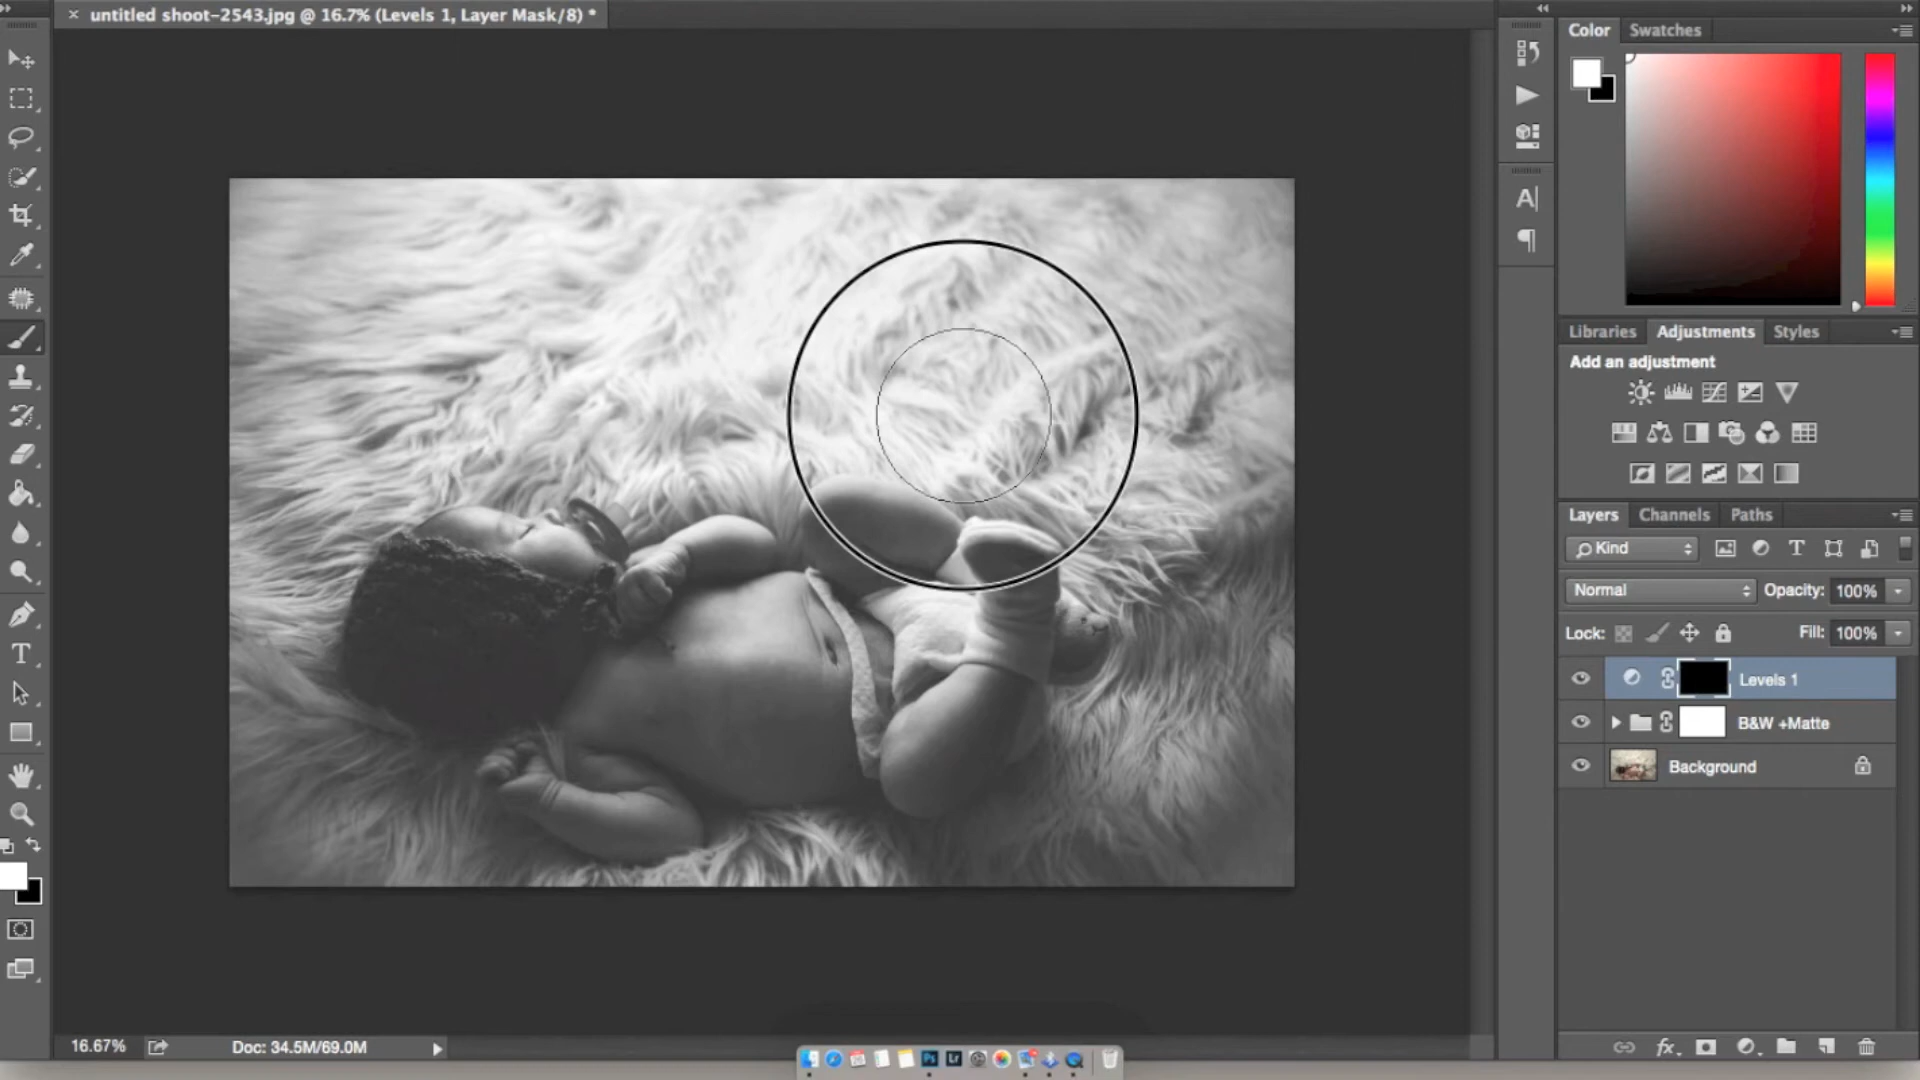 untitled shoot-2543.jpg @ 16.7% (Levels 1, Layer Mask/8) *
Color
Swatches
Libraries
Adjustments
Styles
Add an adjustment
Layers
Channels
Paths
Kind
Normal
Opacity: 100%
Lock:
Fill: 100%
Levels 1
B&W +Matte
Background
16.67%
Doc: 34.5M/69.0M
Ps
Lr